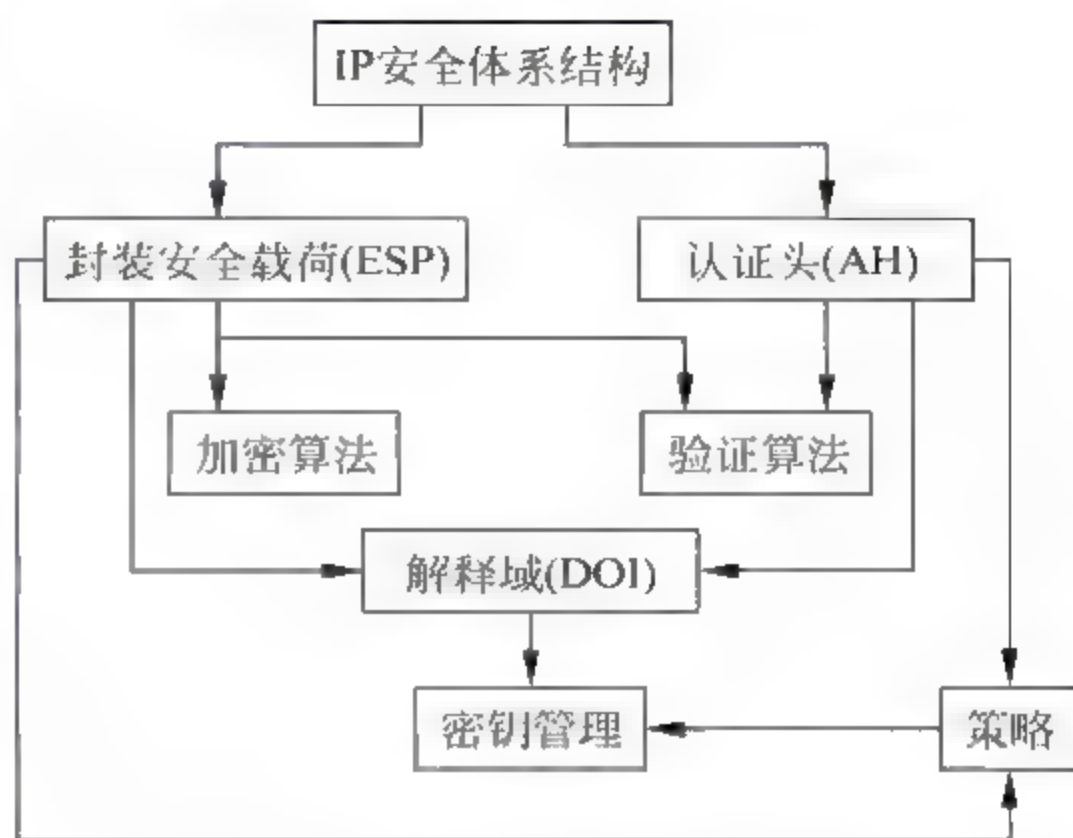 IP安全体系结构
封装安全载荷(ESP)
认证头(AH)
加密算法
验证算法
解释域(DOI)
密钥管理
策略